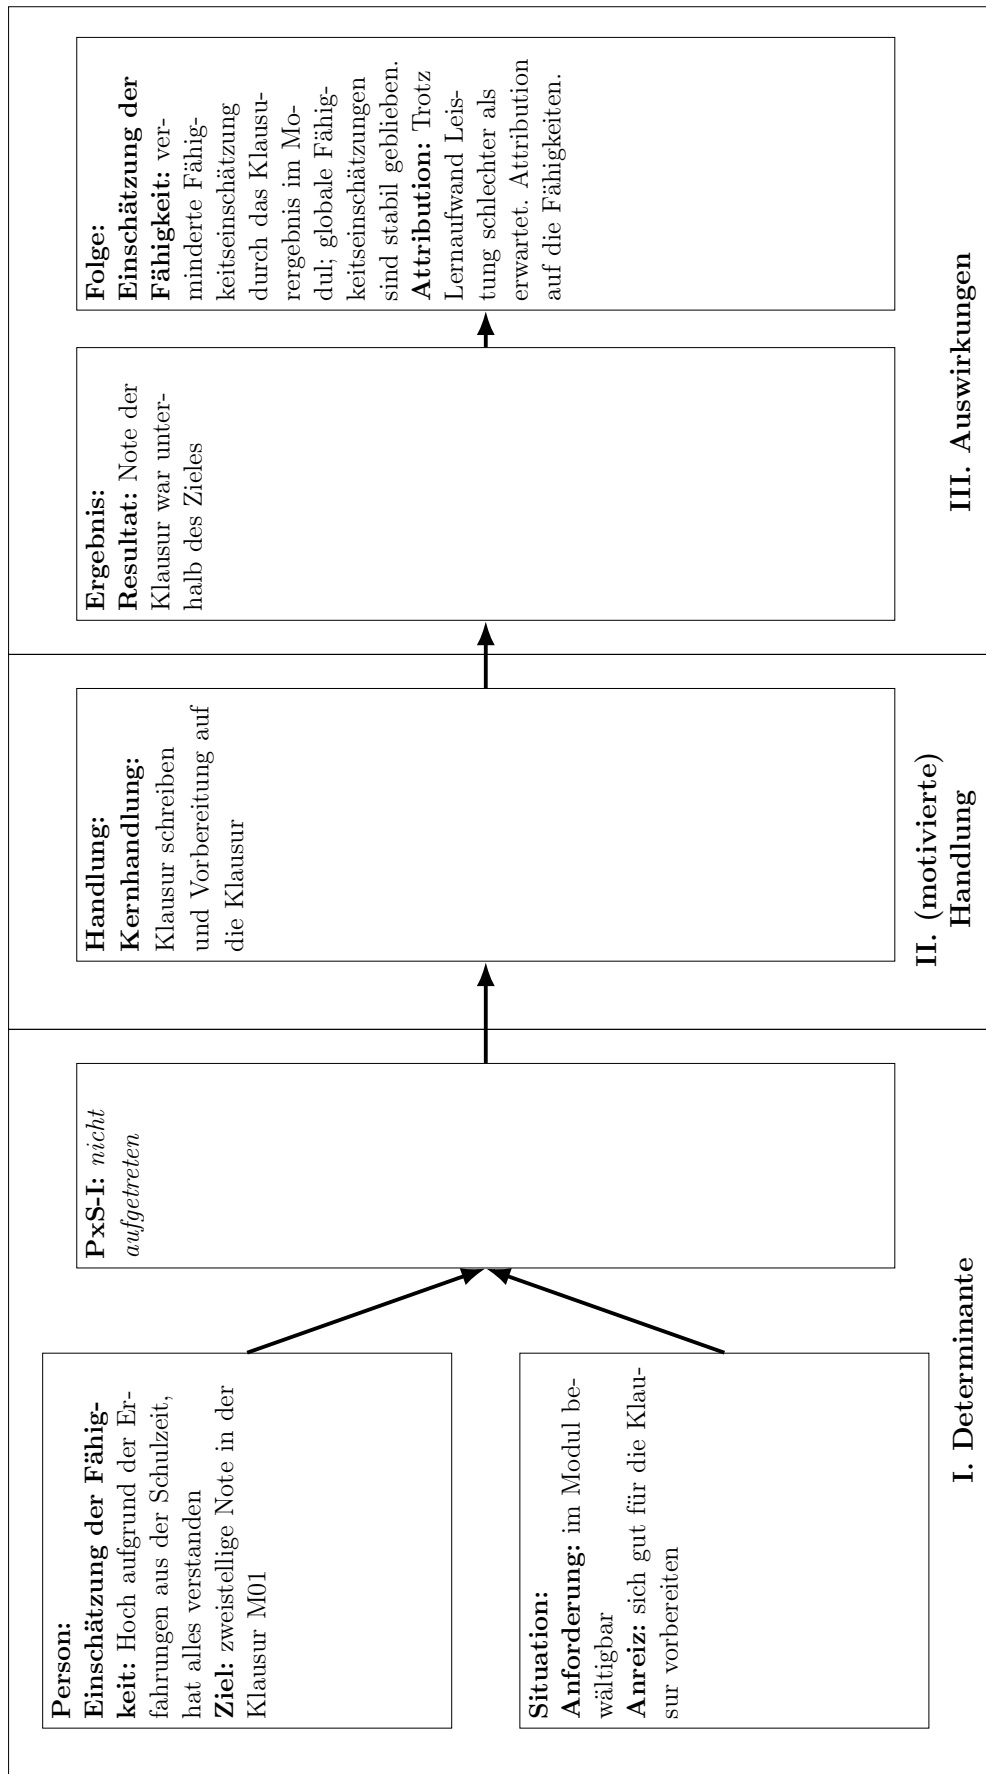 Person:
Einschätzung der Fähig-
keit: Hoch aufgrund der Er-
fahrungen aus der Schulzeit,
hat alles verstanden
Ziel: zweistellige Note in der
Klausur M01
Situation:
Anforderung: im Modul be-
wältigbar
Anreiz: sich gut für die Klau-
sur vorbereiten
PxS-I: nicht
aufgetreten
I. Determinante
Handlung:
Kernhandlung:
Klausur schreiben
und Vorbereitung auf
die Klausur
II. (motivierte)
Handlung
Ergebnis:
Resultat: Note der
Klausur war unter-
halb des Zieles
Folge:
Einschätzung der
Fähigkeit: ver-
minderte Fähig-
keitseinschätzung
durch das Klausu-
rergebnis im Mo-
dul; globale Fähig-
keitseinschätzungen
sind stabil geblieben.
Attribution: Trotz
Lernaufwand Leis-
tung schlechter als
erwartet. Attribution
auf die Fähigkeiten.
III. Auswirkungen